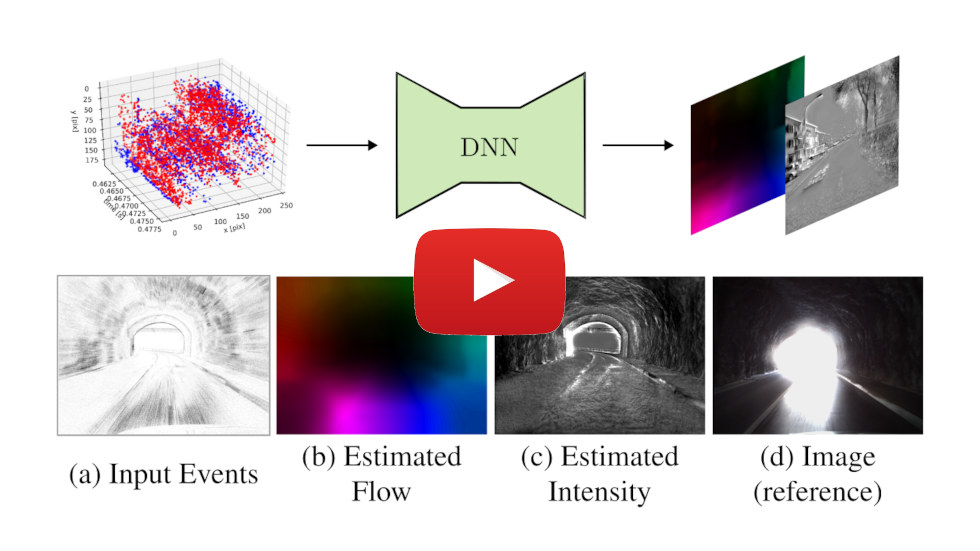 0
25
50
75
100
125
150
175
y [pix]
0.4625
0.4650
0.4675
0.4700
0.4725
0.4750
0.4775
time [s]
0
50
100
150
200
250
x [pix]
DNN
(a) Input Events
(b) Estimated
Flow
(c) Estimated
Intensity
(d) Image
(reference)